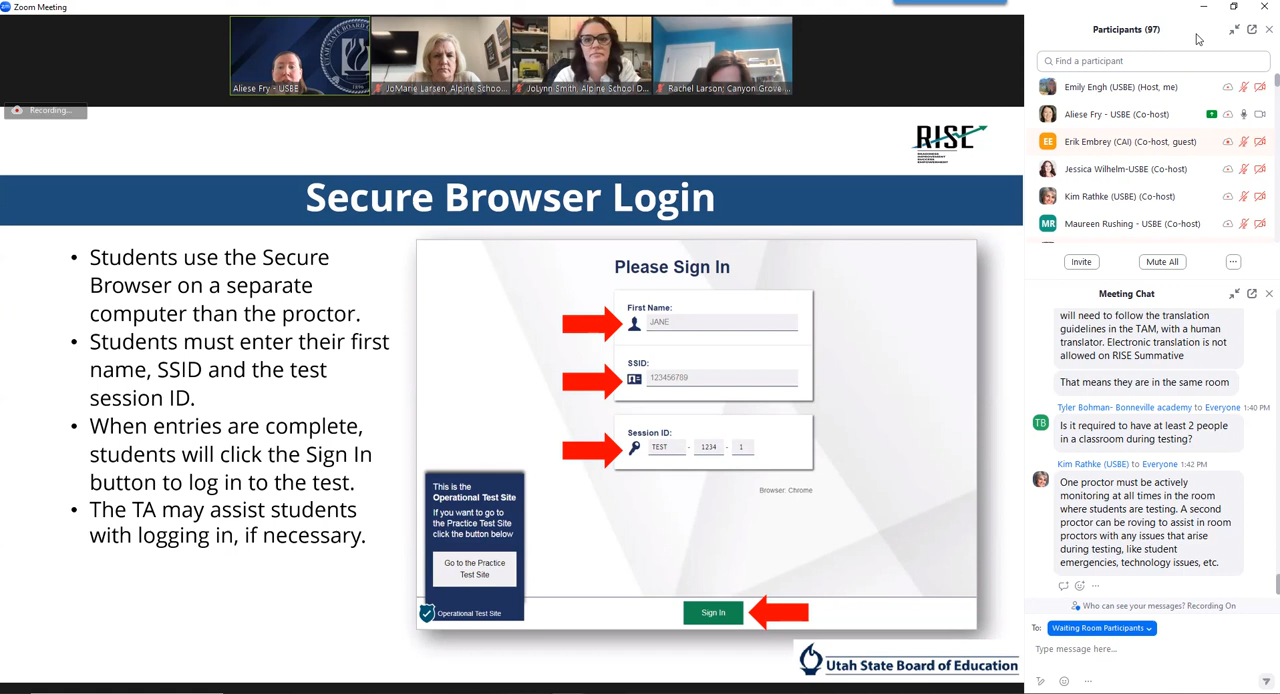 Zoom Meeting
Aliese Fry - USBE
JoMarie Larsen, Alpine Schoo...
JoLynn Smith, Alpine School D...
Rachel Larson; Canyon Grove ...
Recording...
RISE
Secure Browser Login
• Students use the Secure
Browser on a separate
computer than the proctor.
• Students must enter their first
name, SSID and the test
session ID.
• When entries are complete,
students will click the Sign In
button to log in to the test.
• The TA may assist students
with logging in, if necessary.
Please Sign In
First Name:
JANE
SSID:
123456789
Session ID:
TEST - 1234 - 1
Browser: Chrome
This is the
Operational Test Site
If you want to go
to the Practice Test Site
click the button below
Go to the Practice
Test Site
Operational Test Site
Sign In
Utah State Board of Education
Participants (97)
Find a participant
Emily Engh (USBE) (Host, me)
Aliese Fry - USBE (Co-host)
EE
Erik Embrey (CAI) (Co-host, guest)
Jessica Wilhelm-USBE (Co-host)
Kim Rathke (USBE) (Co-host)
MR
Maureen Rushing - USBE (Co-host)
Invite
Mute All
...
Meeting Chat
will need to follow the translation
guidelines in the TAM, with a human
translator. Electronic translation is not
allowed on RISE Summative
That means they are in the same room
Tyler Bohman- Bonneville academy to Everyone 1:40 PM
TB
Is it required to have at least 2 people
in a classroom during testing?
Kim Rathke (USBE) to Everyone 1:42 PM
One proctor must be actively
monitoring at all times in the room
where students are testing. A second
proctor can be roving to assist in room
proctors with any issues that arise
during testing, like student
emergencies, technology issues, etc.
Who can see your messages? Recording On
To: Waiting Room Participants
Type message here...